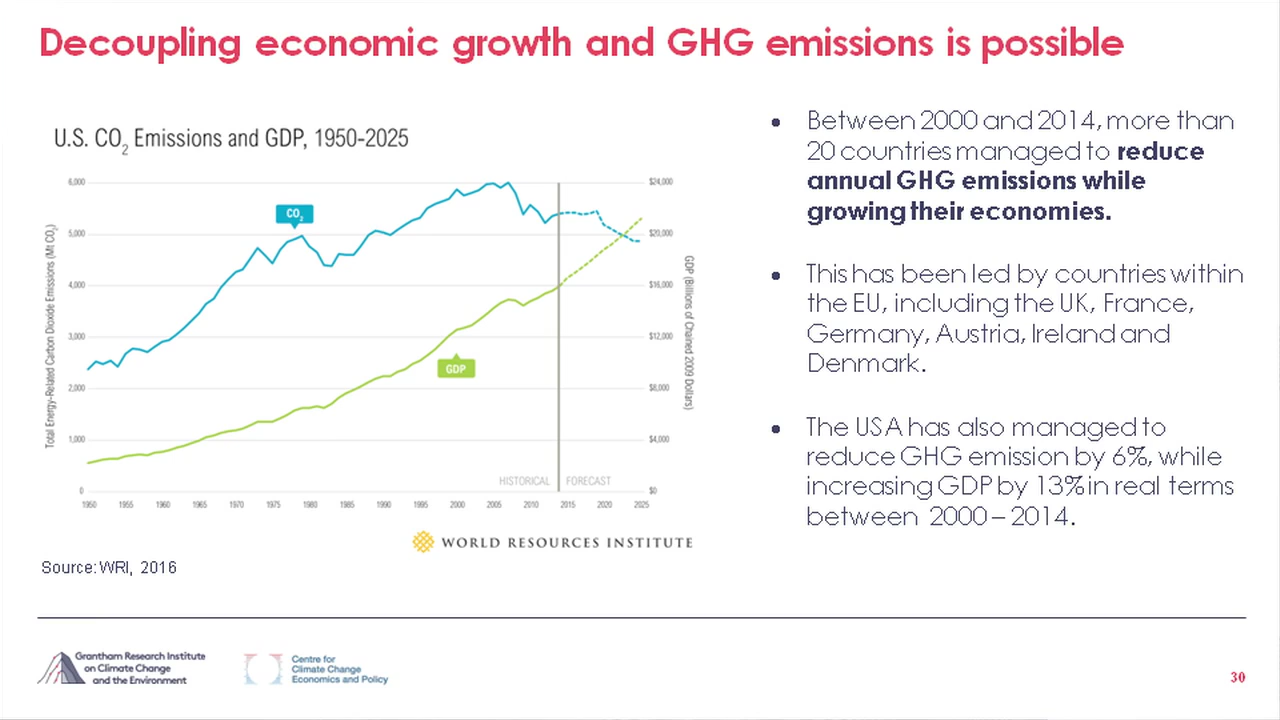 Decoupling economic growth and GHG emissions is possible
U.S. CO2 Emissions and GDP, 1950-2025
Total Energy-Related Carbon Dioxide Emissions (Mt CO2)
6,000
5,000
4,000
3,000
2,000
1,000
0
CO2
GDP
HISTORICAL
FORECAST
$24,000
$20,000
$16,000
$12,000
$8,000
$4,000
$0
GDP (Billions of Chained 2009 Dollars)
1950 1955 1960 1965 1970 1975 1980 1985 1990 1995 2000 2005 2010 2015 2020 2025
WORLD RESOURCES INSTITUTE
Source: WRI, 2016
• Between 2000 and 2014, more than
20 countries managed to reduce
annual GHG emissions while
growing their economies.
• This has been led by countries within
the EU, including the UK, France,
Germany, Austria, Ireland and
Denmark.
• The USA has also managed to
reduce GHG emission by 6%, while
increasing GDP by 13% in real terms
between 2000 – 2014.
Grantham Research Institute
on Climate Change
and the Environment
Centre for
Climate Change
Economics and Policy
30